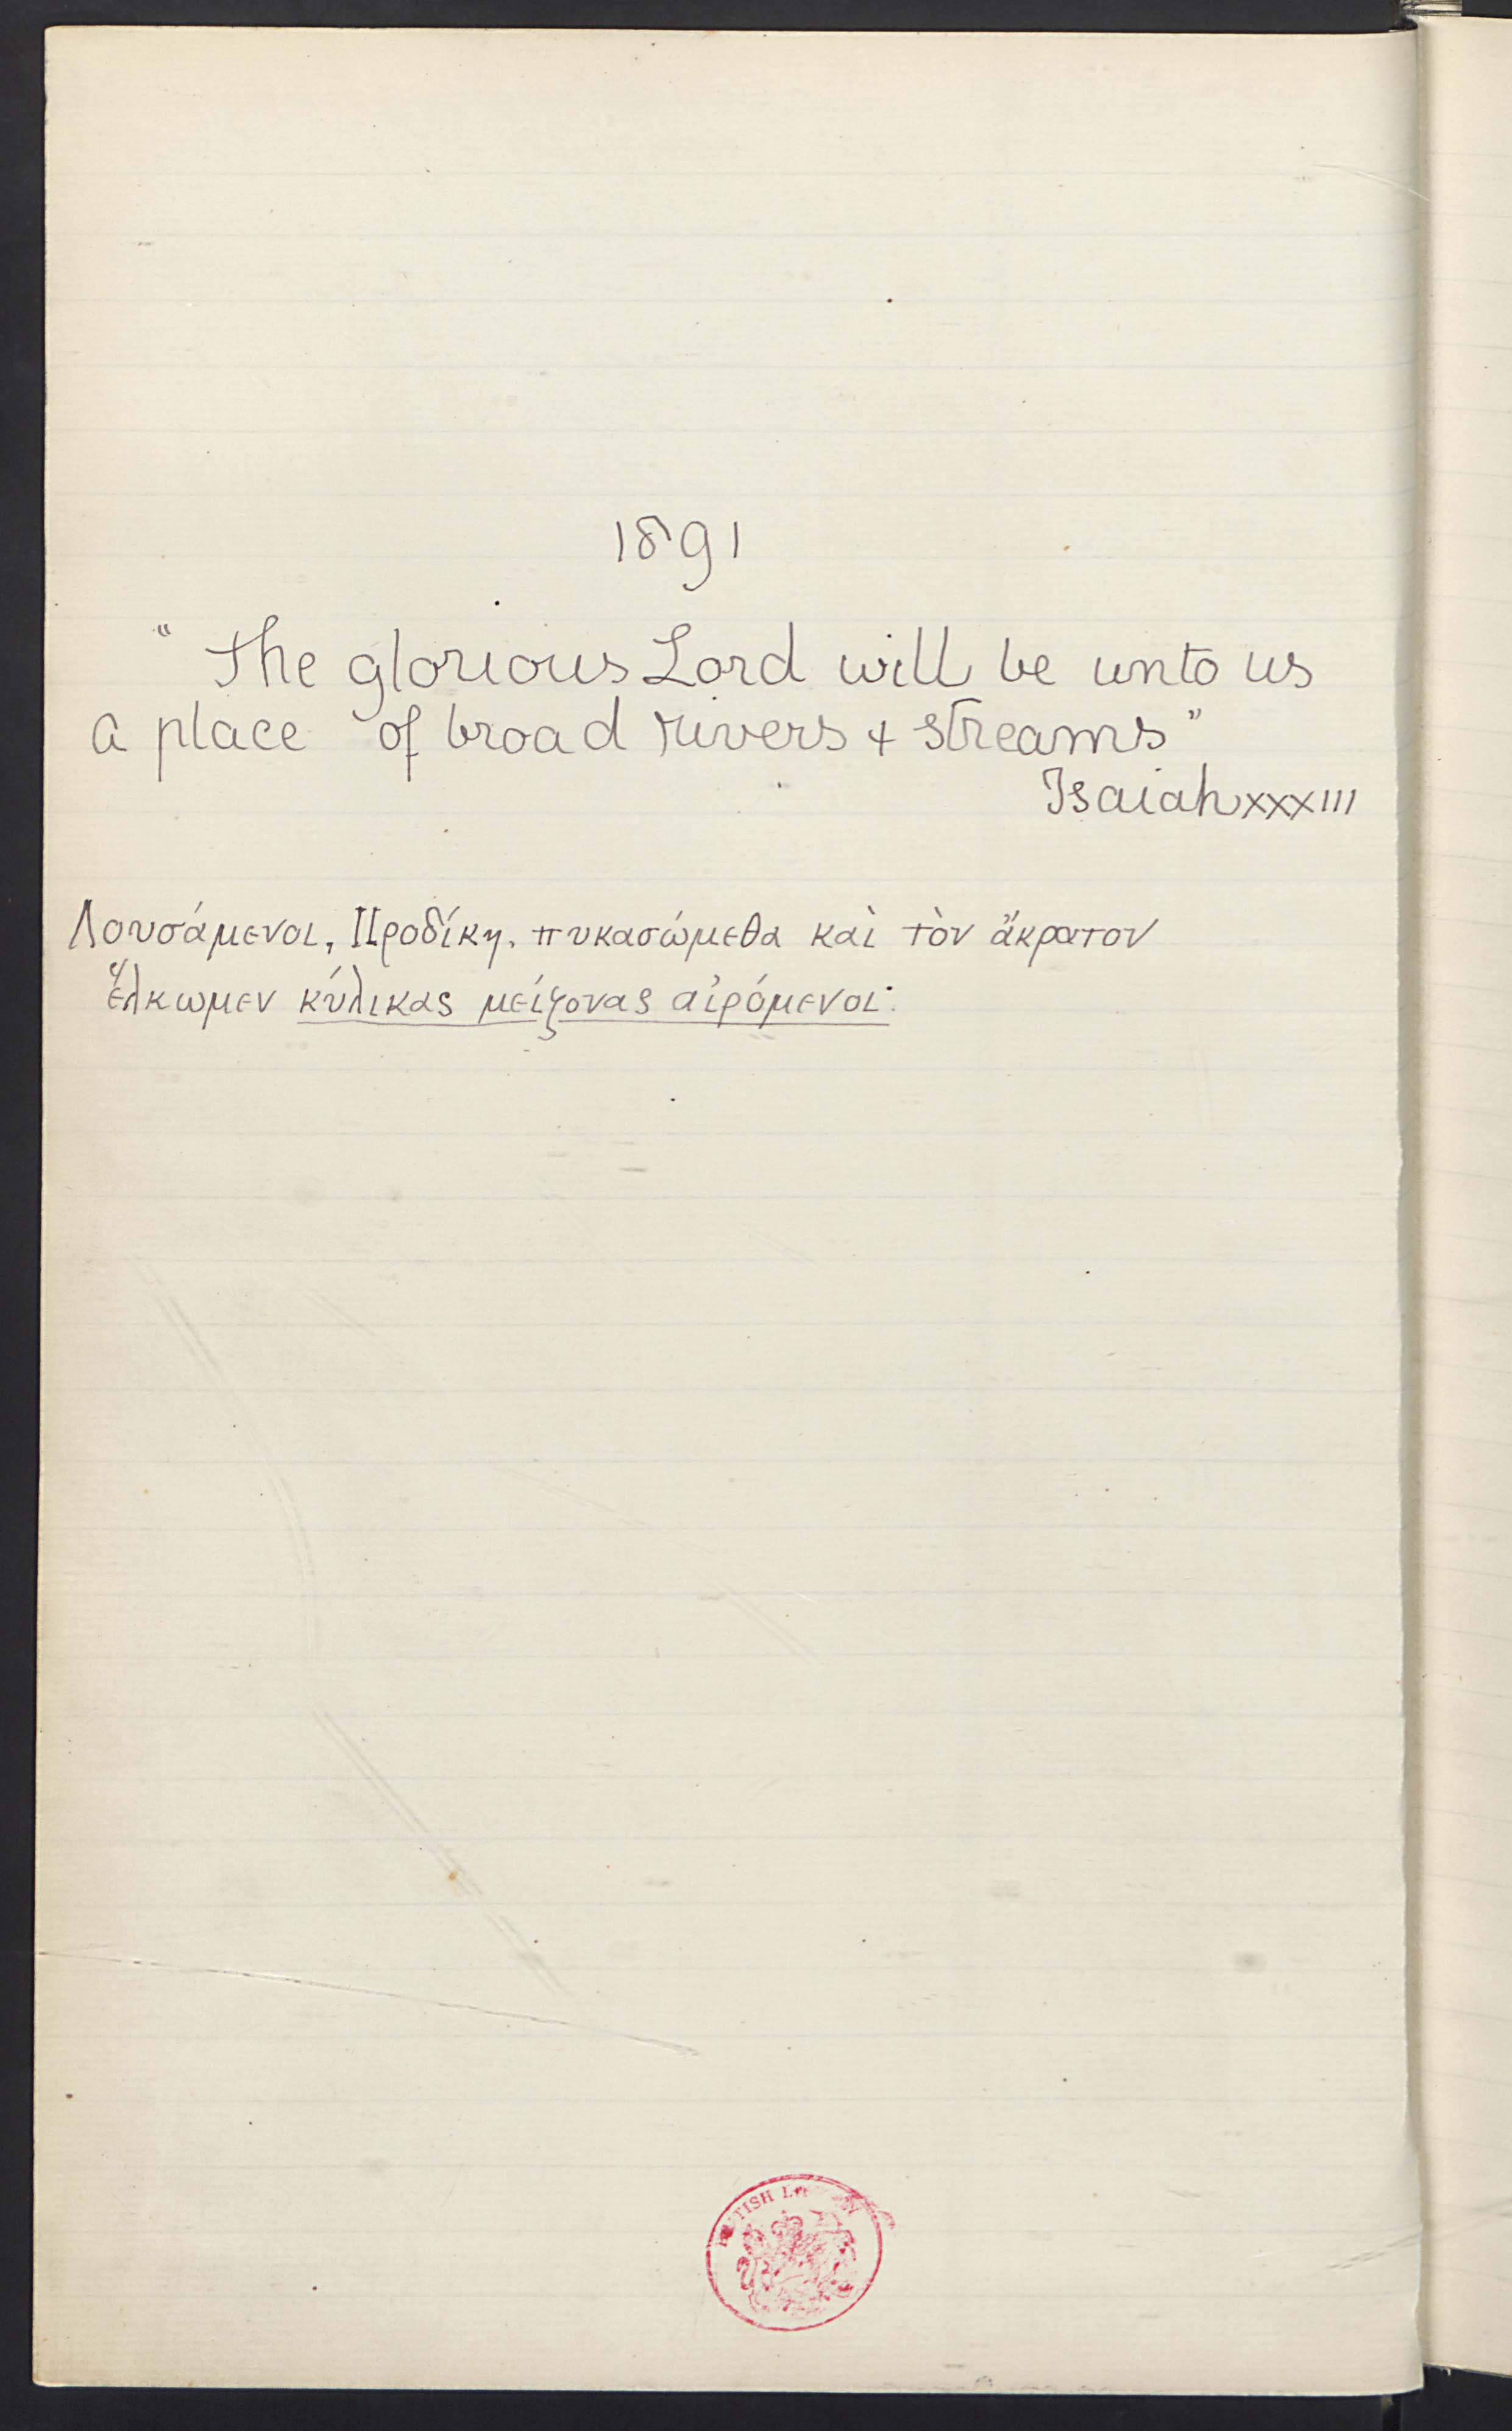 1891
"The glorious Lord will be unto us
a place of broad rivers + streams"
Isaiah xxxiii
Λουσάμενοι, Προδίκη, πυκασώμεθα καὶ τὸν ἄκρατον
ἕλκωμεν κύλικας μείζονας αἰρόμενοι·
BRITISH